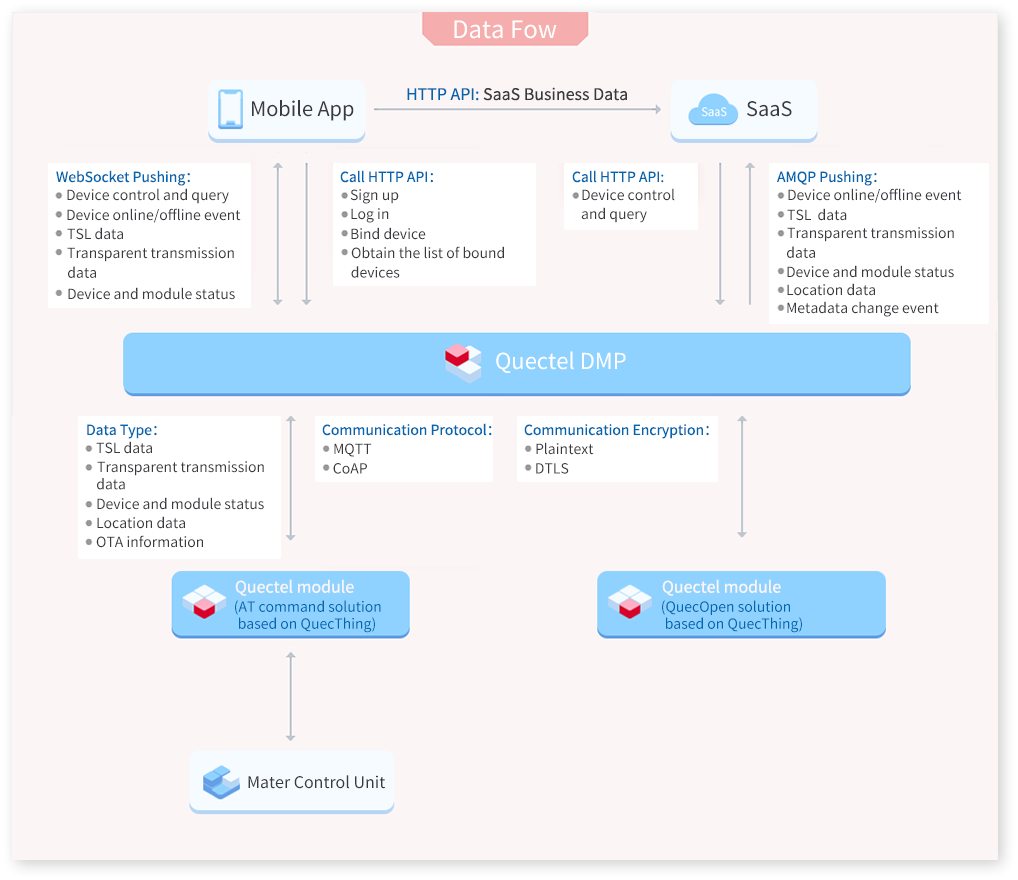 Data Fow
Mobile App
HTTP API: SaaS Business Data
SaaS
SaaS
WebSocket Pushing:
Device control and query
Device online/offline event
TSL data
Transparent transmission
data
Device and module status
Call HTTP API:
Sign up
Log in
Bind device
Obtain the list of bound
devices
Call HTTP API:
Device control
and query
AMQP Pushing:
Device online/offline event
TSL data
Transparent transmission
data
Device and module status
Location data
Metadata change event
Quectel DMP
Data Type:
TSL data
Transparent transmission
data
Device and module status
Location data
OTA information
Communication Protocol:
MQTT
CoAP
Communication Encryption:
Plaintext
DTLS
Quectel module
(AT command solution
based on QuecThing)
Quectel module
(QuecOpen solution
based on QuecThing)
Mater Control Unit